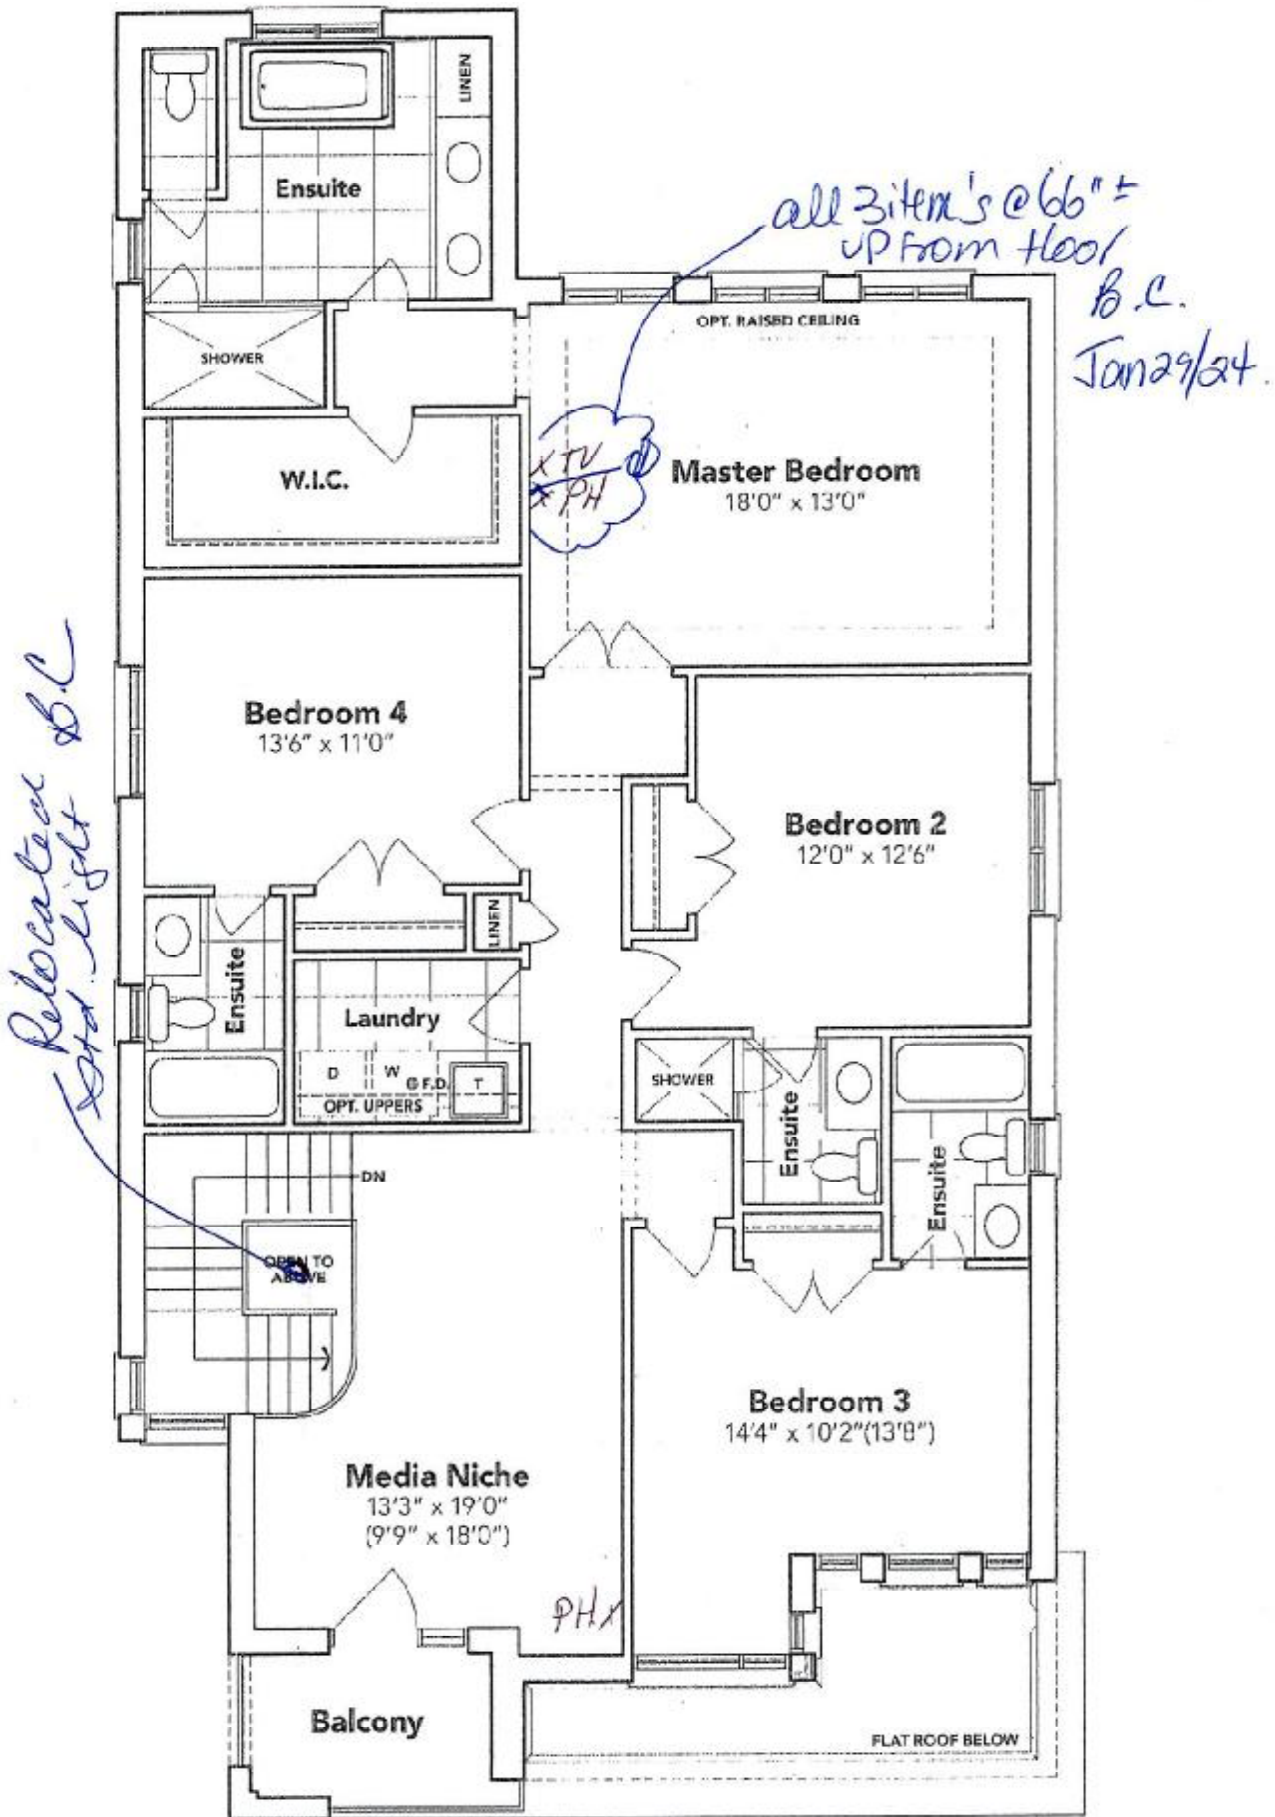 LINEN
Ensuite
all 3 item's @ 66" ±
UP From floor
B.C.
Jan 29/24.
OPT. RAISED CEILING
SHOWER
W.I.C.
X TV
X PH
Master Bedroom
18'0" x 13'0"
Bedroom 4
13'6" x 11'0"
Relocated B.C
Std. light
Bedroom 2
12'0" x 12'6"
LINEN
Ensuite
Laundry
D W @ F.D. T
OPT. UPPERS
SHOWER
Ensuite
Ensuite
DN
OPEN TO
ABOVE
Bedroom 3
14'4" x 10'2"(13'8")
Media Niche
13'3" x 19'0"
(9'9" x 18'0")
PH X
Balcony
FLAT ROOF BELOW